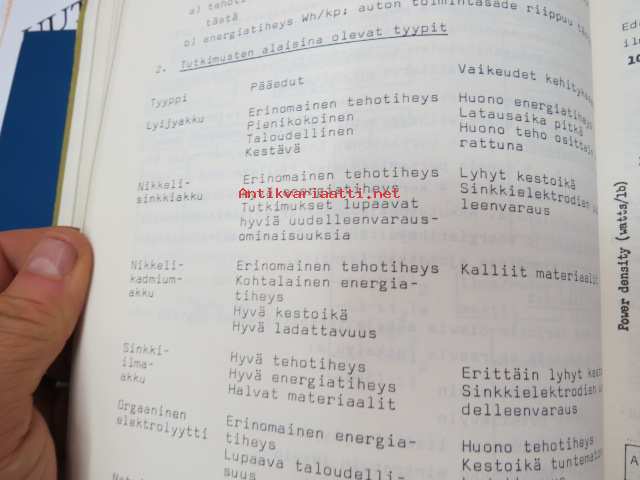 a) tehoti
tästä
b) energiatiheys Wh/kp: auton toimintasäde riippuu
2. Tutkimusten alaisina olevat tyypit
Tyyppi Pääedut Vaikeudet
Lyijyakku Erinomainen tehotiheys Huono energiatiheys
Pienikokoinen Latausaika pitkä
Taloudellinen Huono teho
Kestävä rattuna
Nikkeli- Erinomainen tehotiheys Lyhyt kestoikä
sinkkiakku energiatiheys Sinkkielektrodien
Antikvariaatti.net
Tutkimukset lupaavat leenvaraus
hyviä uudelleenvaraus-
ominaisuuksia
Nikkeli- Erinomainen tehotiheys Kalliit materiaalit
kadmium- Kohtalainen energia-
akku tiheys
Hyvä kestoikä
Hyvä ladattavuus
Sinkki- Hyvä tehotiheys Erittäin lyhyt
ilma- Hyvä energiatiheys Sinkkielektrodien
akku Halvat materiaalit delleenvaraus
Orgaaninen Erinomainen energia- Huono tehotiheys
elektrolyytti tiheys Kestoikä
Lupaava taloudelli-
suus
Power density (watts/lb)